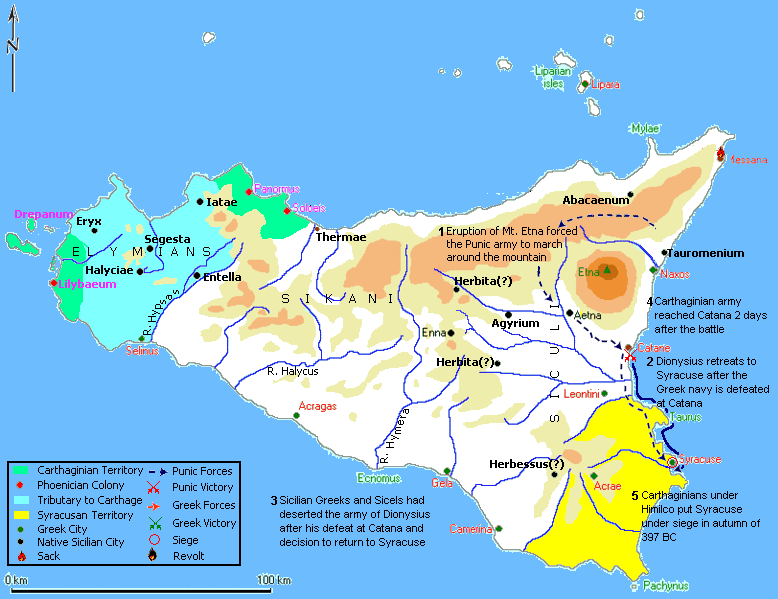 N
Liparian
isles
Lipara
Mylae
Messana
Panormus
Soloeis
Drepanum
Iatae
Abacaenum
Eryx
1 Eruption of Mt. Etna forced
the Punic army to march
around the mountain
Thermae
Segesta
ELYMIANS
Tauromenium
Halyciae
Entella
Etna
Naxos
Lilybaeum
Herbita(?)
SIKANI
4 Carthaginian army
reached Catana 2 days
after the battle
R. Hypsas
Agyrium
Aetna
SICULLI
Enna
Selinus
Catane
2 Dionysius retreats to
Syracuse after the
Greek navy is defeated
at Catana
Herbita(?)
R. Halycus
Leontini
Acragas
Taurus
R. Hymera
Syracuse
Herbessus(?)
Ecnomus
Gela
Acrae
5 Carthaginians under
Himilco put Syracuse
under siege in autumn of
397 BC
3 Sicilian Greeks and Sicels had
deserted the army of Dionysius
after his defeat at Catana and
decision to return to Syracuse
Camerina
Pachynus
Carthaginian Territory
Phoenician Colony
Tributary to Carthage
Syracusan Territory
Greek City
Native Sicilian City
Sack
Punic Forces
Punic Victory
Greek Forces
Greek Victory
Siege
Revolt
0 km
100 km